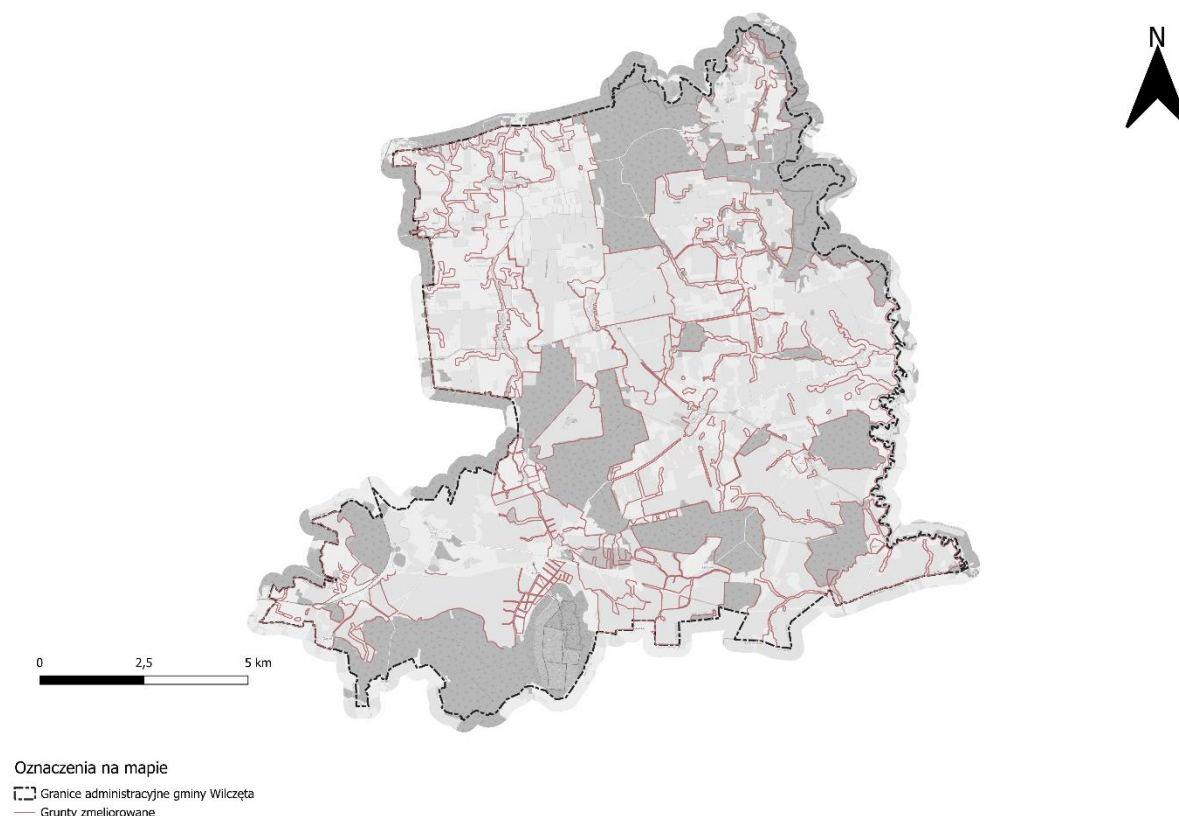 N
0 2,5 5 km
Oznaczenia na mapie
Granice administracyjne gminy Wilczęta
Grunty zmeliorowane